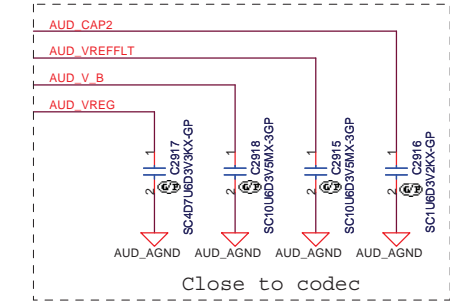 AUD_CAP2
AUD_VREFFLT
AUD_V_B
AUD_VREG
1
2
C2917
SC4D7U6D3V3KX-GP
G/P
1
2
C2918
SC10U6D3V5MX-3GP
G/P
1
2
C2915
SC10U6D3V5MX-3GP
G/P
1
2
C2916
SC1U6D3V2KX-GP
G/P
AUD_AGND
AUD_AGND
AUD_AGND
AUD_AGND
Close to codec